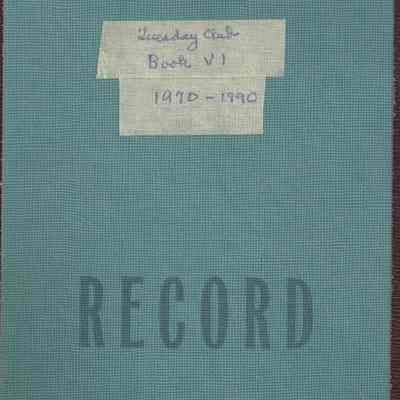 Tuesday Club
Book VI
1970-1990
RECORD